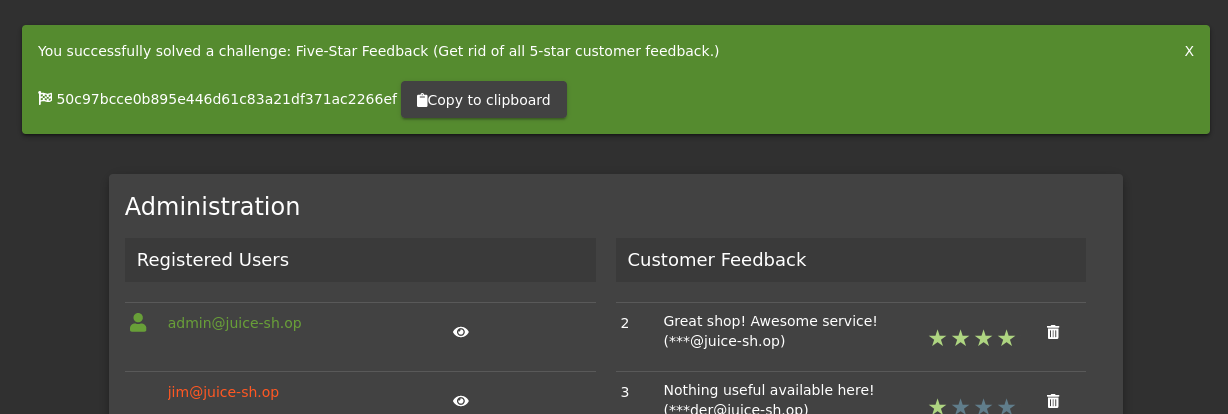 You successfully solved a challenge: Five-Star Feedback (Get rid of all 5-star customer feedback.)
X
50c97bcce0b895e446d61c83a21df371ac2266ef
Copy to clipboard
Administration
Registered Users
Customer Feedback
admin@juice-sh.op
2
Great shop! Awesome service!
(***@juice-sh.op)
jim@juice-sh.op
3
Nothing useful available here!
(***der@juice-sh.op)